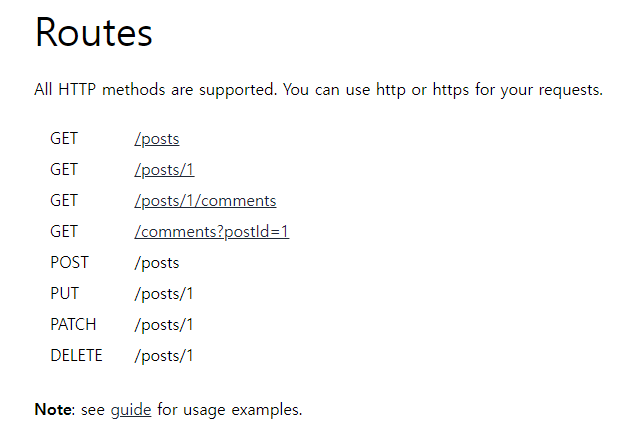 Routes
All HTTP methods are supported. You can use http or https for your requests.
GET /posts
GET /posts/1
GET /posts/1/comments
GET /comments?postId=1
POST /posts
PUT /posts/1
PATCH /posts/1
DELETE /posts/1
Note: see guide for usage examples.